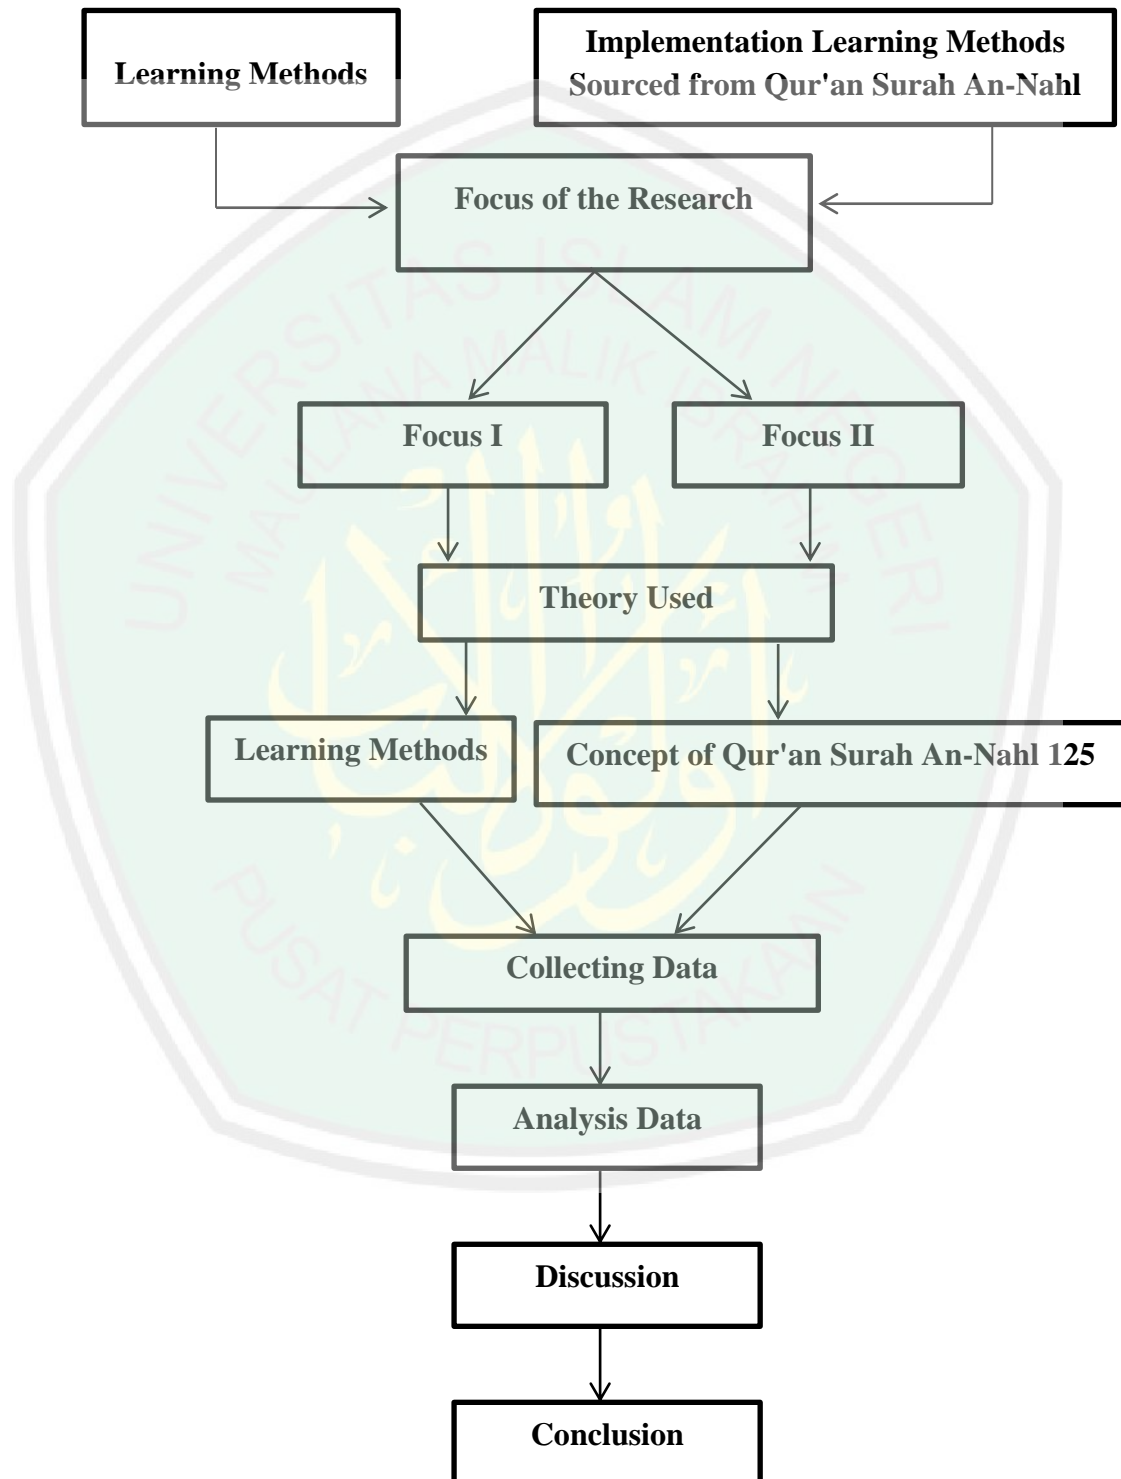 Learning Methods
Implementation Learning Methods
Sourced from Qur'an Surah An-Nahl
Focus of the Research
Focus I
Focus II
Theory Used
Learning Methods
Concept of Qur'an Surah An-Nahl 125
Collecting Data
Analysis Data
Discussion
Conclusion
UNIVERSITAS ISLAM NEGERI
MAULANA MALIK IBRAHIM
PUSAT PERPUSTAKAAN